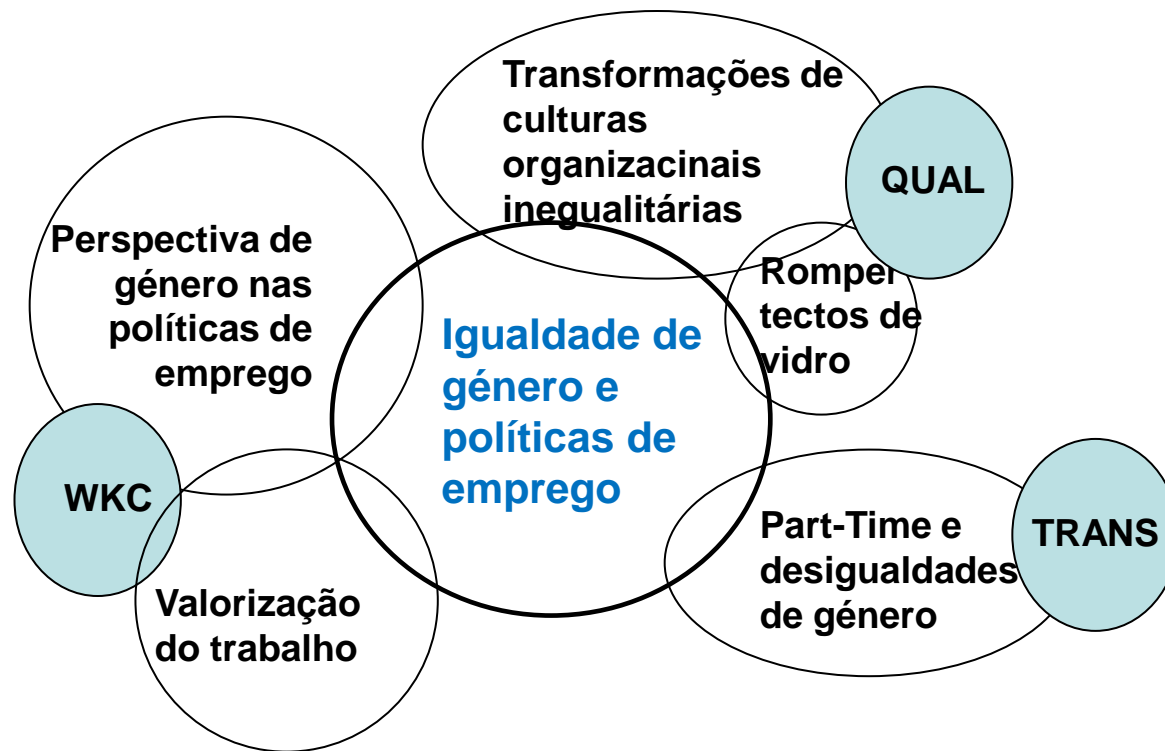 Transformações de
culturas
organizacinais
inegualitárias
QUAL
Perspectiva de
género nas
políticas de
emprego
Romper
tectos de
vidro
Igualdade de
género e
políticas de
emprego
WKC
Part-Time e
desigualdades
de género
TRANS
Valorização
do trabalho